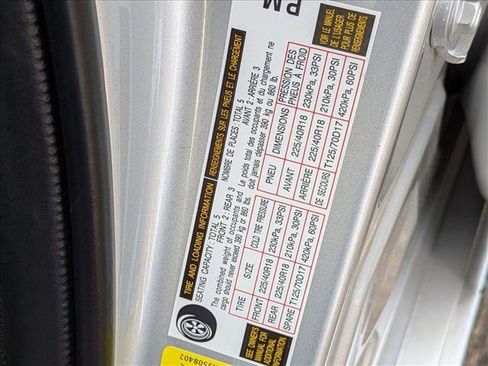 TIRE AND LOADING INFORMATION
SEATING CAPACITY : TOTAL 5
FRONT 2 : REAR 3
The combined weight of occupants and
cargo should never exceed 390 kg or 860 lbs.
TIRE SIZE COLD TIRE PRESSURE
FRONT 225/40R18 230kPa, 33PSI
REAR 225/40R18 210kPa, 30PSI
SPARE T125/70D17 420kPa, 60PSI
SEE OWNER'S
MANUAL FOR
ADDITIONAL
INFORMATION
RENSEIGNEMENTS SUR LES PNEUS ET LE CHARGEMENT
NOMBRE DE PLACES : TOTAL 5
AVANT 2 : ARRIÈRE 3
Le poids total des occupants et du chargement ne
doit jamais dépasser, 390 kg ou 860 lb.
PNEU DIMENSIONS PRESSION DES
PNEUS À FROID
AVANT 225/40R18 230kPa, 33PSI
ARRIÈRE 225/40R18 210kPa, 30PSI
DE SECOURS T125/70D17 420kPa, 60PSI
VOIR LE MANUEL
DE L'USAGER
POUR PLUS DE
RENSEIGNEMENTS